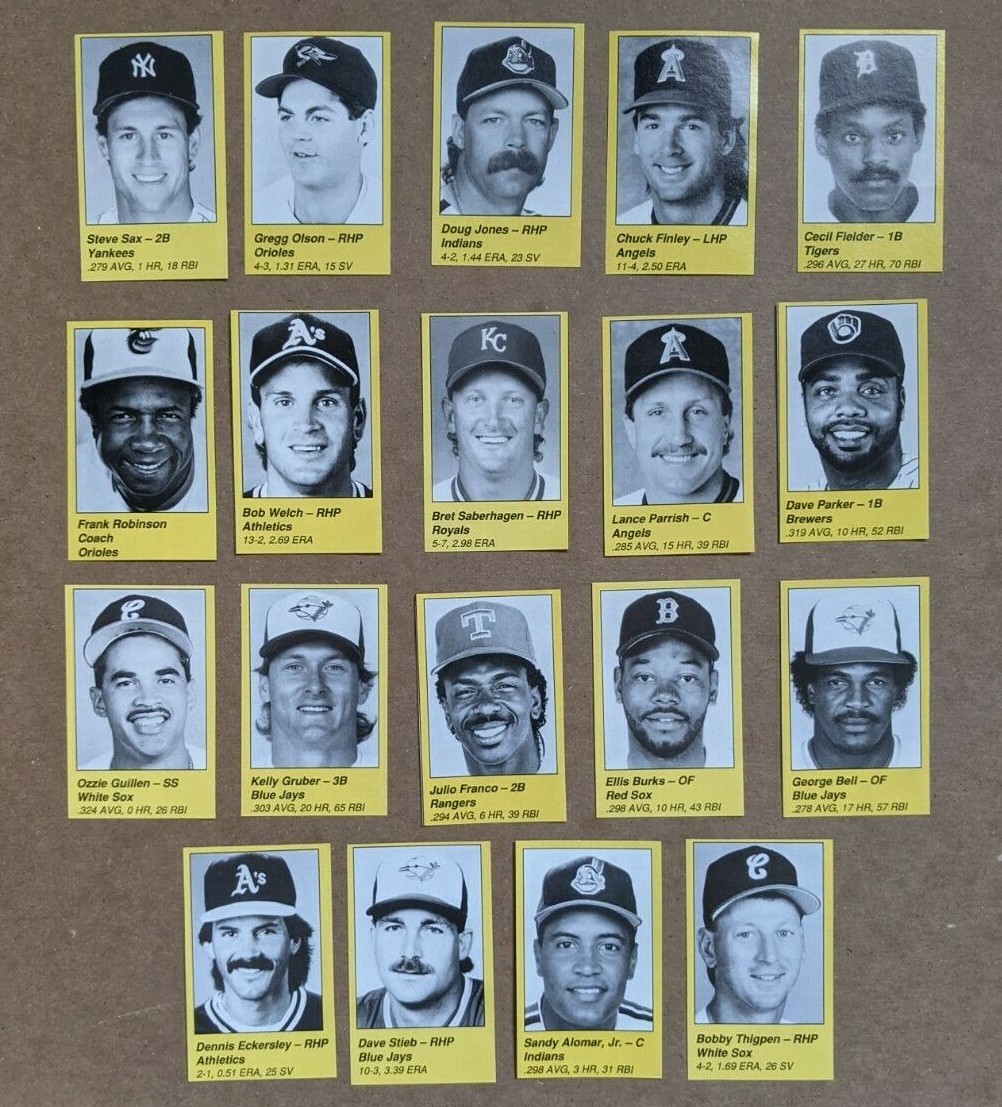 NY
A
D
Steve Sax – 2B
Yankees
.279 AVG, 1 HR, 18 RBI
Gregg Olson – RHP
Orioles
4-3, 1.31 ERA, 15 SV
Doug Jones – RHP
Indians
4-2, 1.44 ERA, 23 SV
Chuck Finley – LHP
Angels
11-4, 2.50 ERA
Cecil Fielder – 1B
Tigers
.296 AVG, 27 HR, 70 RBI
A's
KC
A
Frank Robinson
Coach
Orioles
Bob Welch – RHP
Athletics
13-2, 2.69 ERA
Bret Saberhagen – RHP
Royals
5-7, 2.98 ERA
Lance Parrish – C
Angels
.285 AVG, 15 HR, 39 RBI
Dave Parker – 1B
Brewers
.319 AVG, 10 HR, 52 RBI
C
T
B
Ozzie Guillen – SS
White Sox
.324 AVG, 0 HR, 26 RBI
Kelly Gruber – 3B
Blue Jays
.303 AVG, 20 HR, 65 RBI
Julio Franco – 2B
Rangers
.294 AVG, 6 HR, 39 RBI
Ellis Burks – OF
Red Sox
.298 AVG, 10 HR, 43 RBI
George Bell – OF
Blue Jays
.278 AVG, 17 HR, 57 RBI
A's
C
Dennis Eckersley – RHP
Athletics
2-1, 0.51 ERA, 25 SV
Dave Stieb – RHP
Blue Jays
10-3, 3.39 ERA
Sandy Alomar, Jr. – C
Indians
.298 AVG, 3 HR, 31 RBI
Bobby Thigpen – RHP
White Sox
4-2, 1.69 ERA, 26 SV